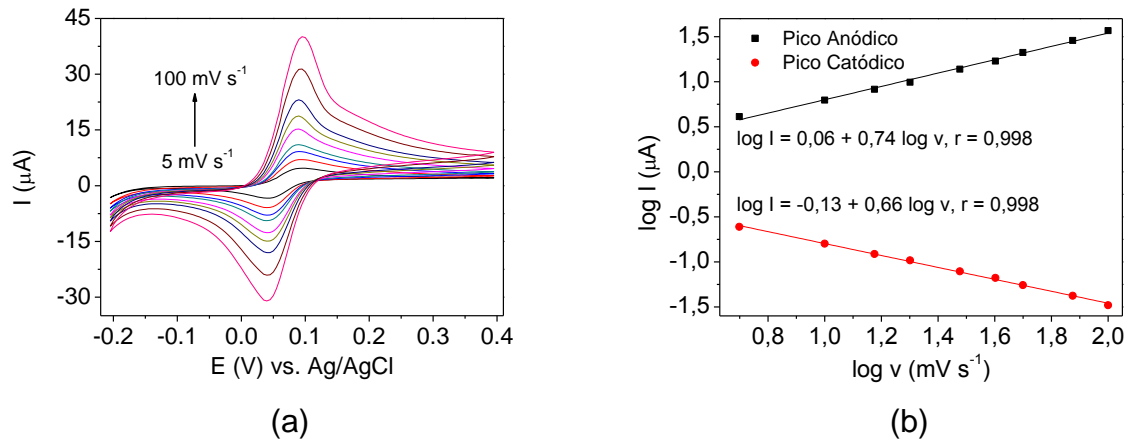 45
30
15
0
-15
-30
I (μA)
100 mV s⁻¹
5 mV s⁻¹
-0.2 -0.1 0.0 0.1 0.2 0.3 0.4
E (V) vs. Ag/AgCl
(a)
1,5
1,0
0,5
0,0
-0,5
-1,0
-1,5
log I (μA)
Pico Anódico
Pico Catódico
log I = 0,06 + 0,74 log v, r = 0,998
log I = -0,13 + 0,66 log v, r = 0,998
0,8 1,0 1,2 1,4 1,6 1,8 2,0
log v (mV s⁻¹)
(b)